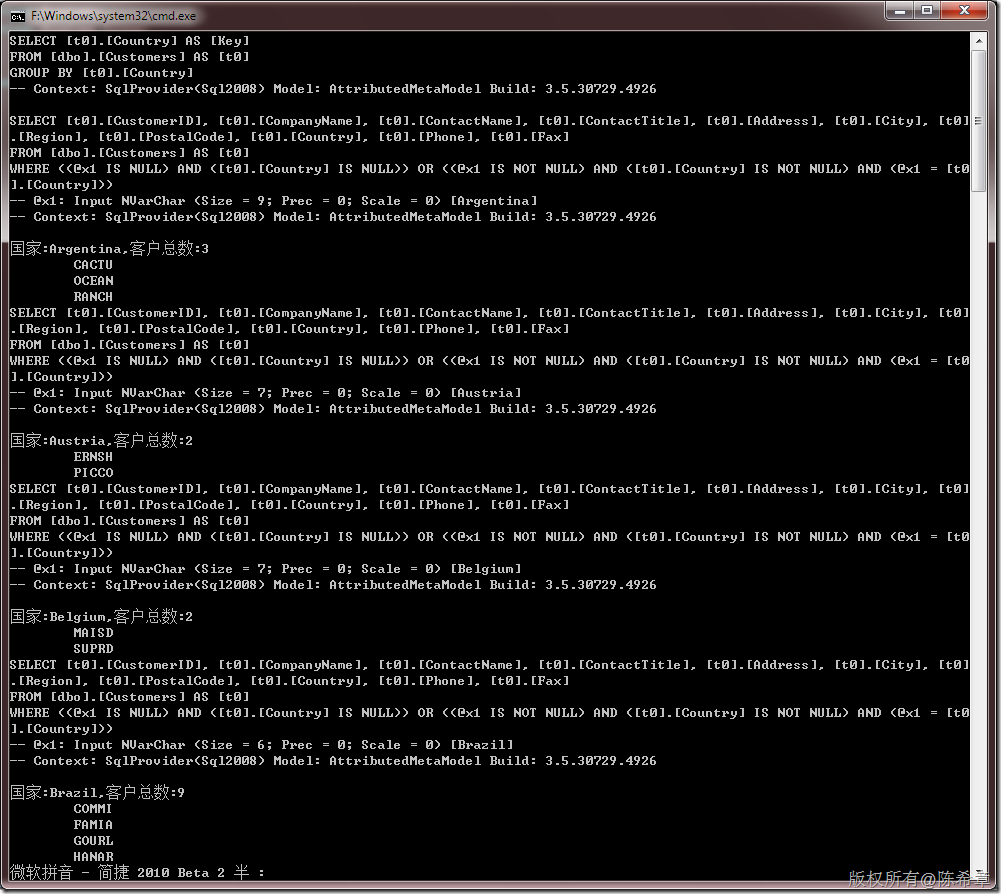 F:\Windows\system32\cmd.exe
SELECT [t0].[Country] AS [Key]
FROM [dbo].[Customers] AS [t0]
GROUP BY [t0].[Country]
-- Context: SqlProvider(Sql2008) Model: AttributedMetaModel Build: 3.5.30729.4926
SELECT [t0].[CustomerID], [t0].[CompanyName], [t0].[ContactName], [t0].[ContactTitle], [t0].[Address], [t0].[City], [t0]
.[Region], [t0].[PostalCode], [t0].[Country], [t0].[Phone], [t0].[Fax]
FROM [dbo].[Customers] AS [t0]
WHERE ((@x1 IS NULL) AND ([t0].[Country] IS NULL)) OR ((@x1 IS NOT NULL) AND ([t0].[Country] IS NOT NULL) AND (@x1 = [t0
].[Country]))
-- @x1: Input NVarChar (Size = 9; Prec = 0; Scale = 0) [Argentina]
-- Context: SqlProvider(Sql2008) Model: AttributedMetaModel Build: 3.5.30729.4926
国家:Argentina,客户总数:3
CACTU
OCEAN
RANCH
SELECT [t0].[CustomerID], [t0].[CompanyName], [t0].[ContactName], [t0].[ContactTitle], [t0].[Address], [t0].[City], [t0]
.[Region], [t0].[PostalCode], [t0].[Country], [t0].[Phone], [t0].[Fax]
FROM [dbo].[Customers] AS [t0]
WHERE ((@x1 IS NULL) AND ([t0].[Country] IS NULL)) OR ((@x1 IS NOT NULL) AND ([t0].[Country] IS NOT NULL) AND (@x1 = [t0
].[Country]))
-- @x1: Input NVarChar (Size = 7; Prec = 0; Scale = 0) [Austria]
-- Context: SqlProvider(Sql2008) Model: AttributedMetaModel Build: 3.5.30729.4926
国家:Austria,客户总数:2
ERNSH
PICCO
SELECT [t0].[CustomerID], [t0].[CompanyName], [t0].[ContactName], [t0].[ContactTitle], [t0].[Address], [t0].[City], [t0]
.[Region], [t0].[PostalCode], [t0].[Country], [t0].[Phone], [t0].[Fax]
FROM [dbo].[Customers] AS [t0]
WHERE ((@x1 IS NULL) AND ([t0].[Country] IS NULL)) OR ((@x1 IS NOT NULL) AND ([t0].[Country] IS NOT NULL) AND (@x1 = [t0
].[Country]))
-- @x1: Input NVarChar (Size = 7; Prec = 0; Scale = 0) [Belgium]
-- Context: SqlProvider(Sql2008) Model: AttributedMetaModel Build: 3.5.30729.4926
国家:Belgium,客户总数:2
MAISD
SUPRD
SELECT [t0].[CustomerID], [t0].[CompanyName], [t0].[ContactName], [t0].[ContactTitle], [t0].[Address], [t0].[City], [t0]
.[Region], [t0].[PostalCode], [t0].[Country], [t0].[Phone], [t0].[Fax]
FROM [dbo].[Customers] AS [t0]
WHERE ((@x1 IS NULL) AND ([t0].[Country] IS NULL)) OR ((@x1 IS NOT NULL) AND ([t0].[Country] IS NOT NULL) AND (@x1 = [t0
].[Country]))
-- @x1: Input NVarChar (Size = 6; Prec = 0; Scale = 0) [Brazil]
-- Context: SqlProvider(Sql2008) Model: AttributedMetaModel Build: 3.5.30729.4926
国家:Brazil,客户总数:9
COMMI
FAMIA
GOURL
HANAR
微软拼音 - 简捷 2010 Beta 2 半 :
版权所有@陈希章